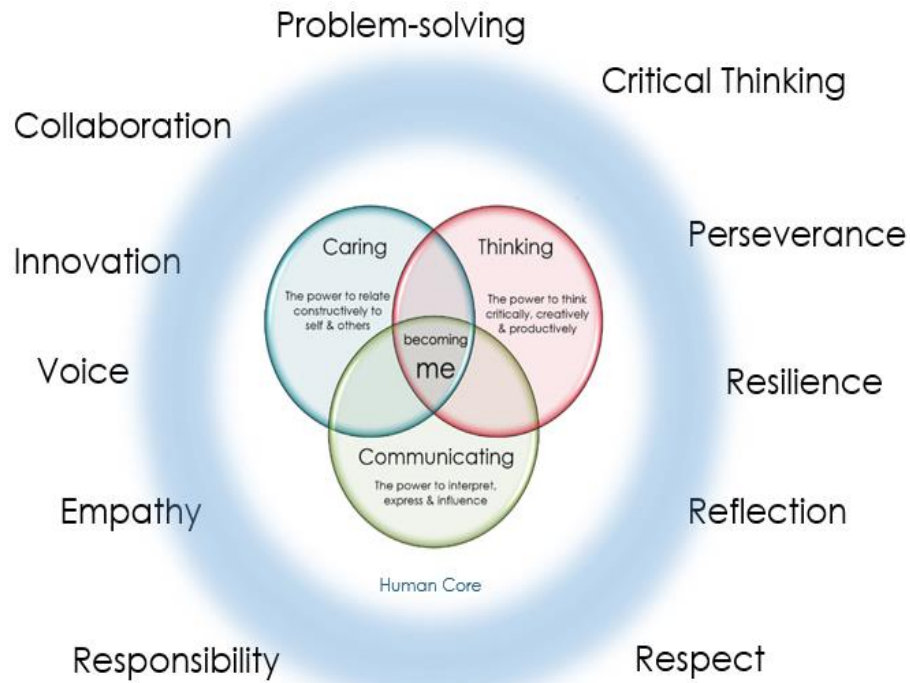 Problem-solving
Critical Thinking
Collaboration
Perseverance
Innovation
Caring
The power to relate
constructively to
self & others
Thinking
The power to think
critically, creatively
& productively
becoming
me
Voice
Resilience
Communicating
The power to interpret,
express & influence
Empathy
Reflection
Human Core
Responsibility
Respect